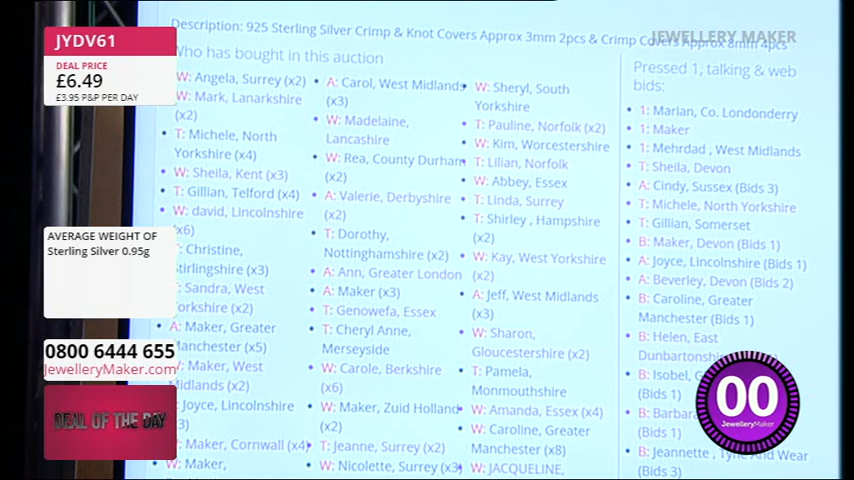 JYDV61
DEAL PRICE
£6.49
£3.95 P&P PER DAY
AVERAGE WEIGHT OF
Sterling Silver 0.95g
0800 6444 655
JewelleryMaker.com
DEAL OF THE DAY
JEWELLERY MAKER
Description: 925 Sterling Silver Crimp & Knot Covers Approx 3mm 2pcs & Crimp Covers Approx 8mm 4pcs
Who has bought in this auction
W: Angela, Surrey (x2)
W: Mark, Lanarkshire
(x2)
T: Michele, North
Yorkshire (x4)
W: Sheila, Kent (x3)
T: Gillian, Telford (x4)
W: david, Lincolnshire
(x6)
T: Christine,
Stirlingshire (x3)
T: Sandra, West
Yorkshire (x2)
A: Maker, Greater
Manchester (x5)
W: Maker, West
Midlands (x2)
Joyce, Lincolnshire
W: Maker, Cornwall (x4)
W: Maker,
A: Carol, West Midlands
(x3)
W: Madelaine,
Lancashire
W: Rea, County Durham
(x2)
A: Valerie, Derbyshire
(x2)
T: Dorothy,
Nottinghamshire (x2)
A: Ann, Greater London
A: Maker (x3)
T: Genowefa, Essex
T: Cheryl Anne,
Merseyside
W: Carole, Berkshire
(x6)
W: Maker, Zuid Holland
(x2)
T: Jeanne, Surrey (x2)
W: Nicolette, Surrey (x3)
W: Sheryl, South
Yorkshire
T: Pauline, Norfolk (x2)
W: Kim, Worcestershire
T: Lilian, Norfolk
W: Abbey, Essex
T: Linda, Surrey
T: Shirley , Hampshire
(x2)
W: Kay, West Yorkshire
(x2)
A: Jeff, West Midlands
(x3)
W: Sharon,
Gloucestershire (x2)
T: Pamela,
Monmouthshire
W: Amanda, Essex (x4)
W: Caroline, Greater
Manchester (x8)
W: JACQUELINE,
Pressed 1, talking & web
bids:
1: Marian, Co. Londonderry
1: Maker
1: Mehrdad , West Midlands
T: Sheila, Devon
A: Cindy, Sussex (Bids 3)
T: Michele, North Yorkshire
T: Gillian, Somerset
B: Maker, Devon (Bids 1)
A: Joyce, Lincolnshire (Bids 1)
A: Beverley, Devon (Bids 2)
B: Caroline, Greater
Manchester (Bids 1)
B: Helen, East
Dunbartonshire
B: Isobel,
(Bids 1)
B:
(Bids 1)
B: Jeannette , Tyne And Wear
(Bids 3)
00
JewelleryMaker